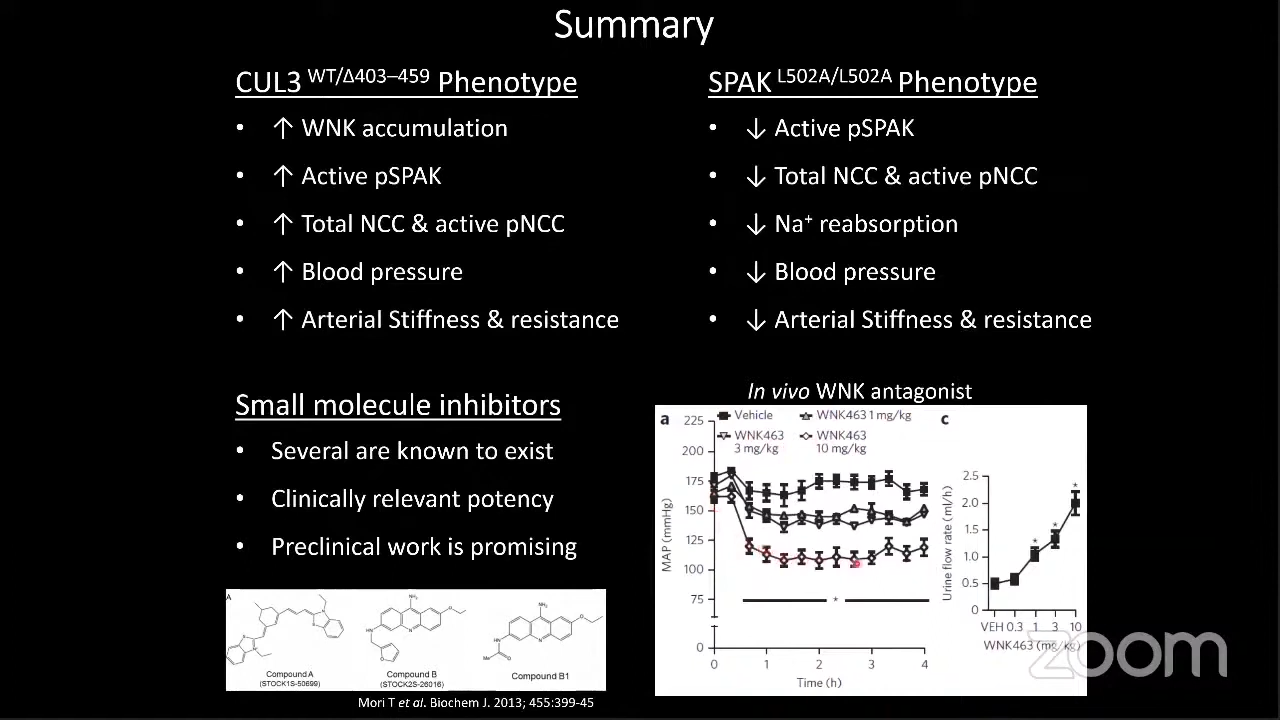 Summary
CUL3 WT/Δ403–459 Phenotype
• ↑ WNK accumulation
• ↑ Active pSPAK
• ↑ Total NCC & active pNCC
• ↑ Blood pressure
• ↑ Arterial Stiffness & resistance
SPAK L502A/L502A Phenotype
• ↓ Active pSPAK
• ↓ Total NCC & active pNCC
• ↓ Na⁺ reabsorption
• ↓ Blood pressure
• ↓ Arterial Stiffness & resistance
Small molecule inhibitors
• Several are known to exist
• Clinically relevant potency
• Preclinical work is promising
A
NH₂
HN
N
O
Me
Compound A
(STOCK1S-50699)
Compound B
(STOCK2S-26016)
Compound B1
Mori T et al. Biochem J. 2013; 455:399-45
In vivo WNK antagonist
a
Vehicle
WNK463 1 mg/kg
WNK463
3 mg/kg
WNK463
10 mg/kg
MAP (mmHg)
225
200
175
150
125
100
75
0
*
0 1 2 3 4
Time (h)
c
Urine flow rate (ml/h)
2.5
2.0
1.5
1.0
0.5
0
* * *
VEH 0.3 1 3 10
WNK463 (mg/kg)
zoom